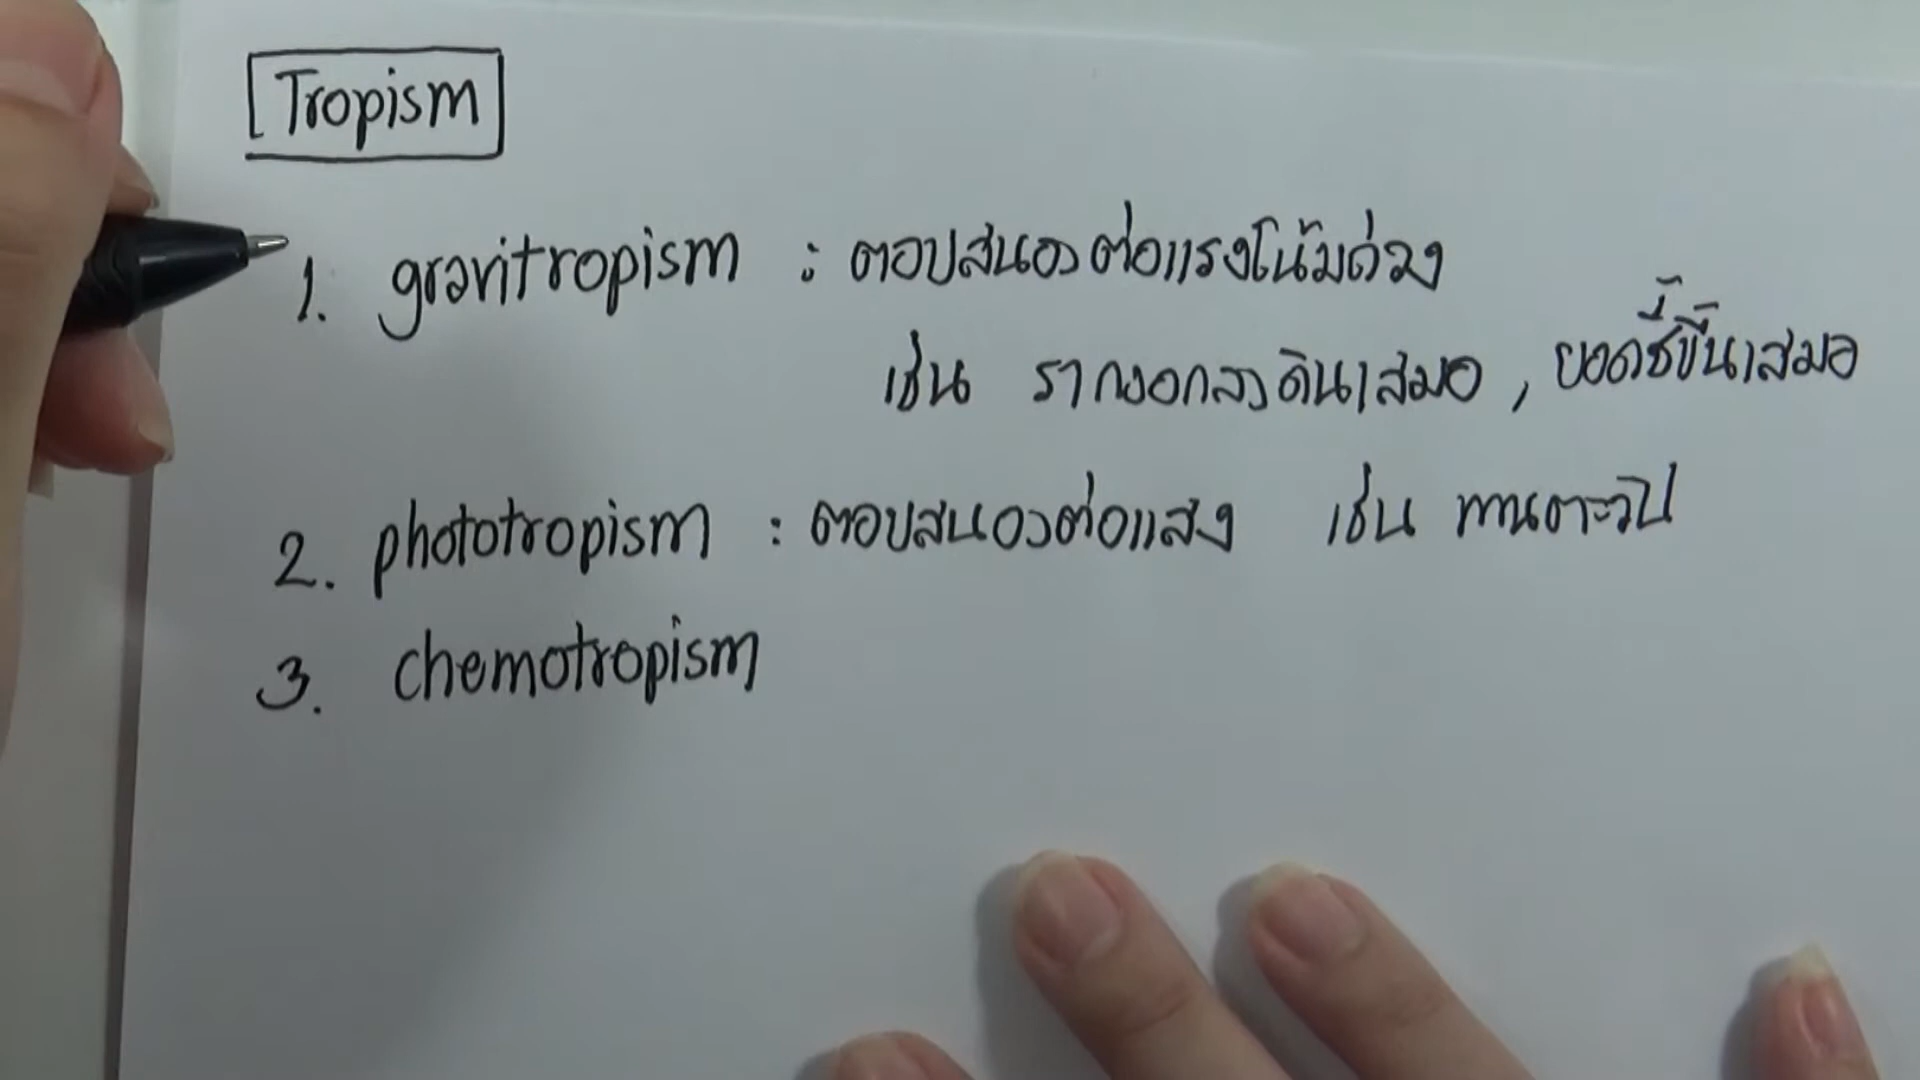 Tropism
1. gravitropism : ตอบสนองต่อแรงโน้มถ่วง
เช่น รากงอกลงดินเสมอ , ยอดชี้ขึ้นเสมอ
2. phototropism : ตอบสนองต่อแสง เช่น ทานตะวัน
3. chemotropism